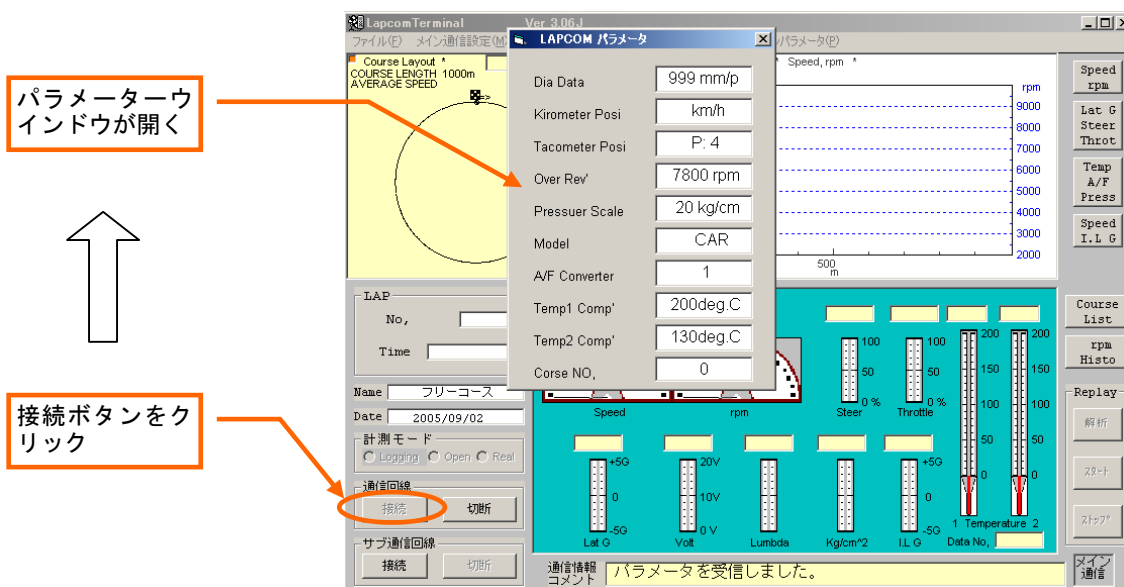 LapcomTerminal Ver 3.06J
ファイル(F) メイン通信設定(M)
ルパラメータ(P)
LAPCOM パラメータ
Dia Data 999 mm/p
Kirometer Posi km/h
Tacometer Posi P: 4
Over Rev' 7800 rpm
Pressuer Scale 20 kg/cm
Model CAR
A/F Converter 1
Temp1 Comp' 200deg.C
Temp2 Comp' 130deg.C
Corse NO, 0
パラメーターウ
インドウが開く
接続ボタンをク
リック
Course Layout *
COURSE LENGTH 1000m
AVERAGE SPEED
* Speed, rpm *
rpm
9000
8000
7000
6000
5000
4000
3000
2000
500
m
Speed
rpm
Lat G
Steer
Throt
Temp
A/F
Press
Speed
I.L G
Course
List
rpm
Histo
Replay
解析
スタート
ストップ
LAP
No,
Time
Name フリーコース
Date 2005/09/02
計測モード
Logging Open Real
通信回線
接続 切断
サブ通信回線
接続 切断
Speed
rpm
100
50
0 %
Steer
100
50
0 %
Throttle
200 200
150 150
100 100
50 50
0 0
1 Temperature 2
Data No,
+5G
0
-5G
Lat G
20V
10V
0 V
Volt
Lumbda
Kg/cm^2
+5G
0
-5G
I.L G
通信情報
コメント
パラメータを受信しました。
メイン
通信